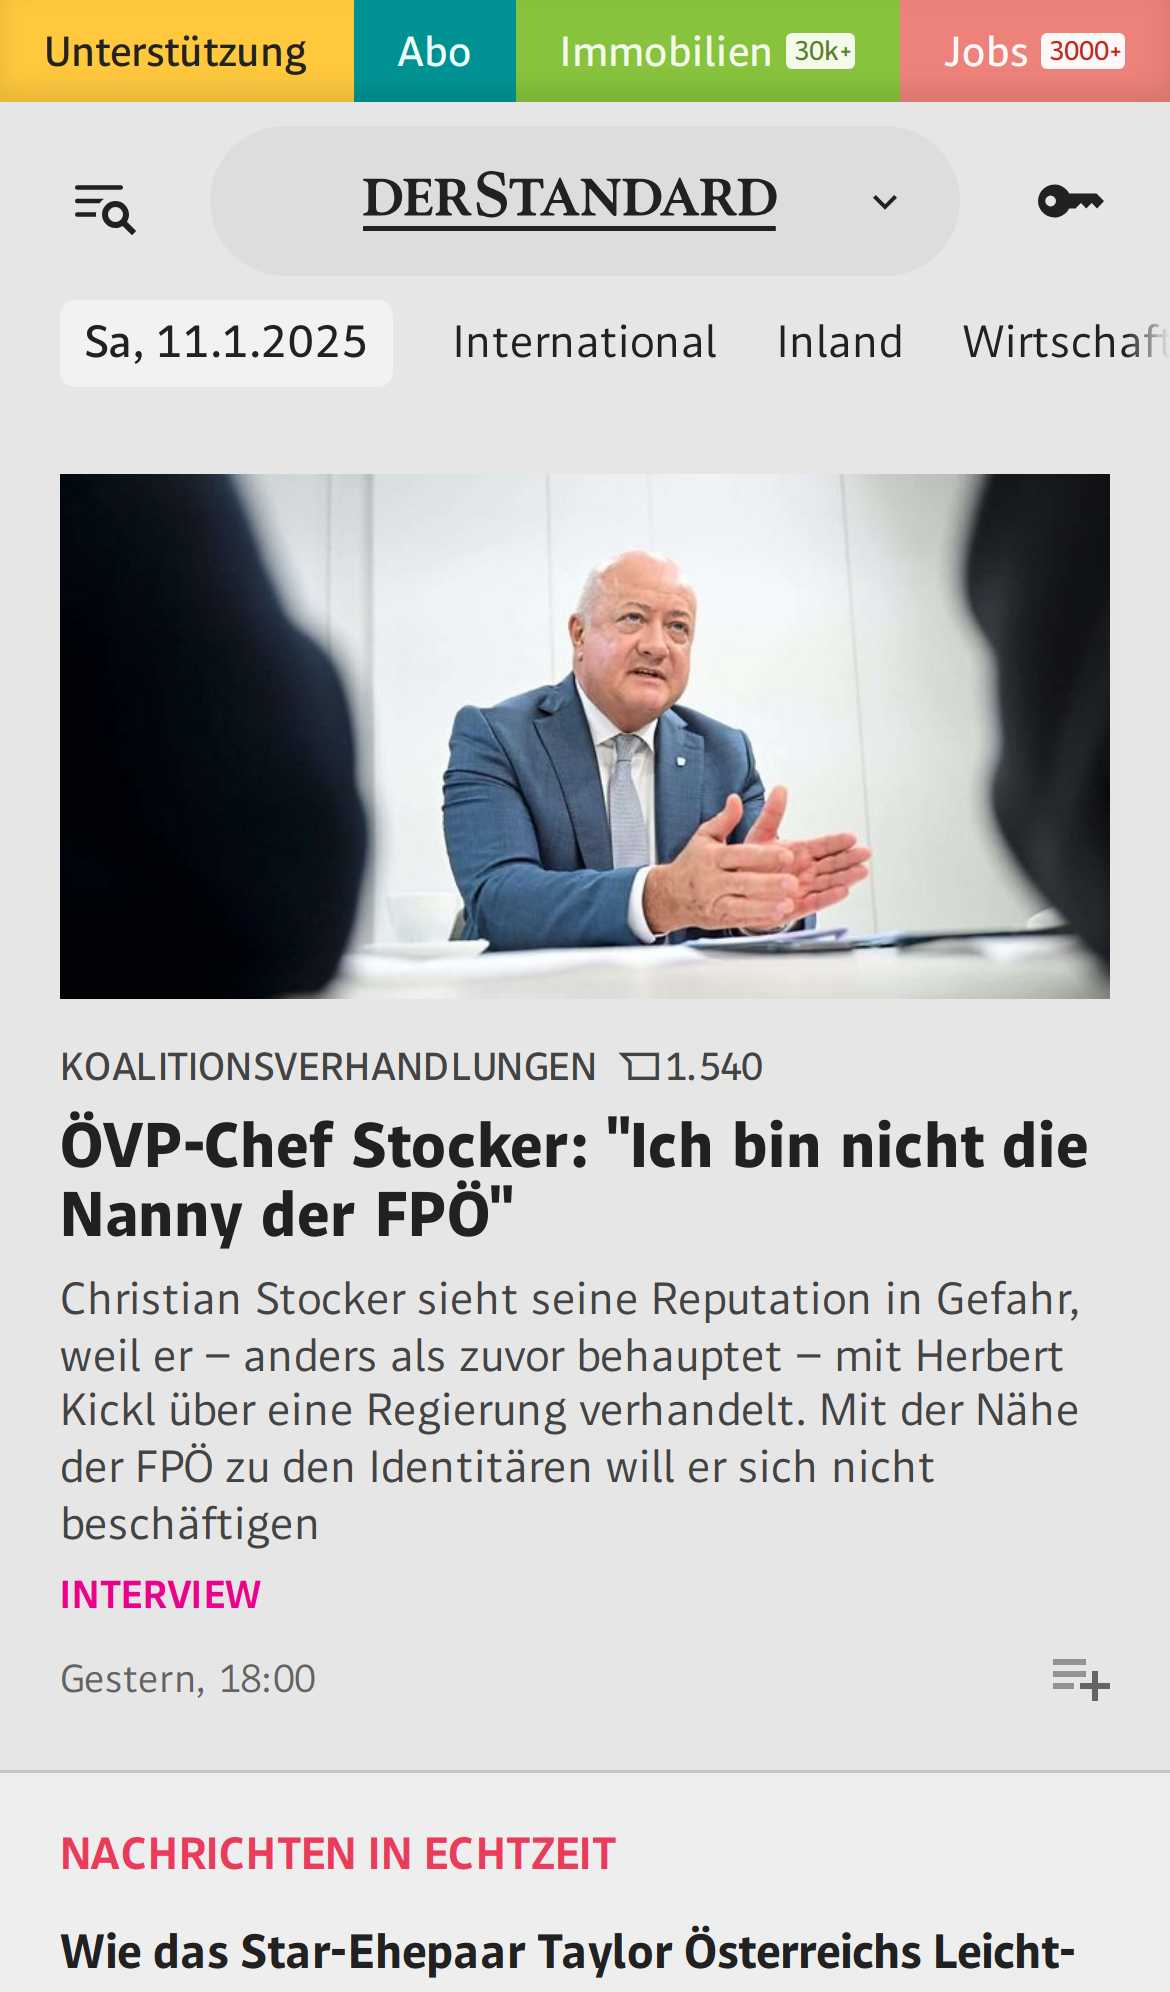 Unterstützung Abo Immobilien 30k+ Jobs 3000+
DERSTANDARD
Sa, 11.1.2025 International Inland Wirtschaft
KOALITIONSVERHANDLUNGEN 1.540
ÖVP-Chef Stocker: "Ich bin nicht die
Nanny der FPÖ"
Christian Stocker sieht seine Reputation in Gefahr,
weil er – anders als zuvor behauptet – mit Herbert
Kickl über eine Regierung verhandelt. Mit der Nähe
der FPÖ zu den Identitären will er sich nicht
beschäftigen
INTERVIEW
Gestern, 18:00
NACHRICHTEN IN ECHTZEIT
Wie das Star-Ehepaar Taylor Österreichs Leicht-